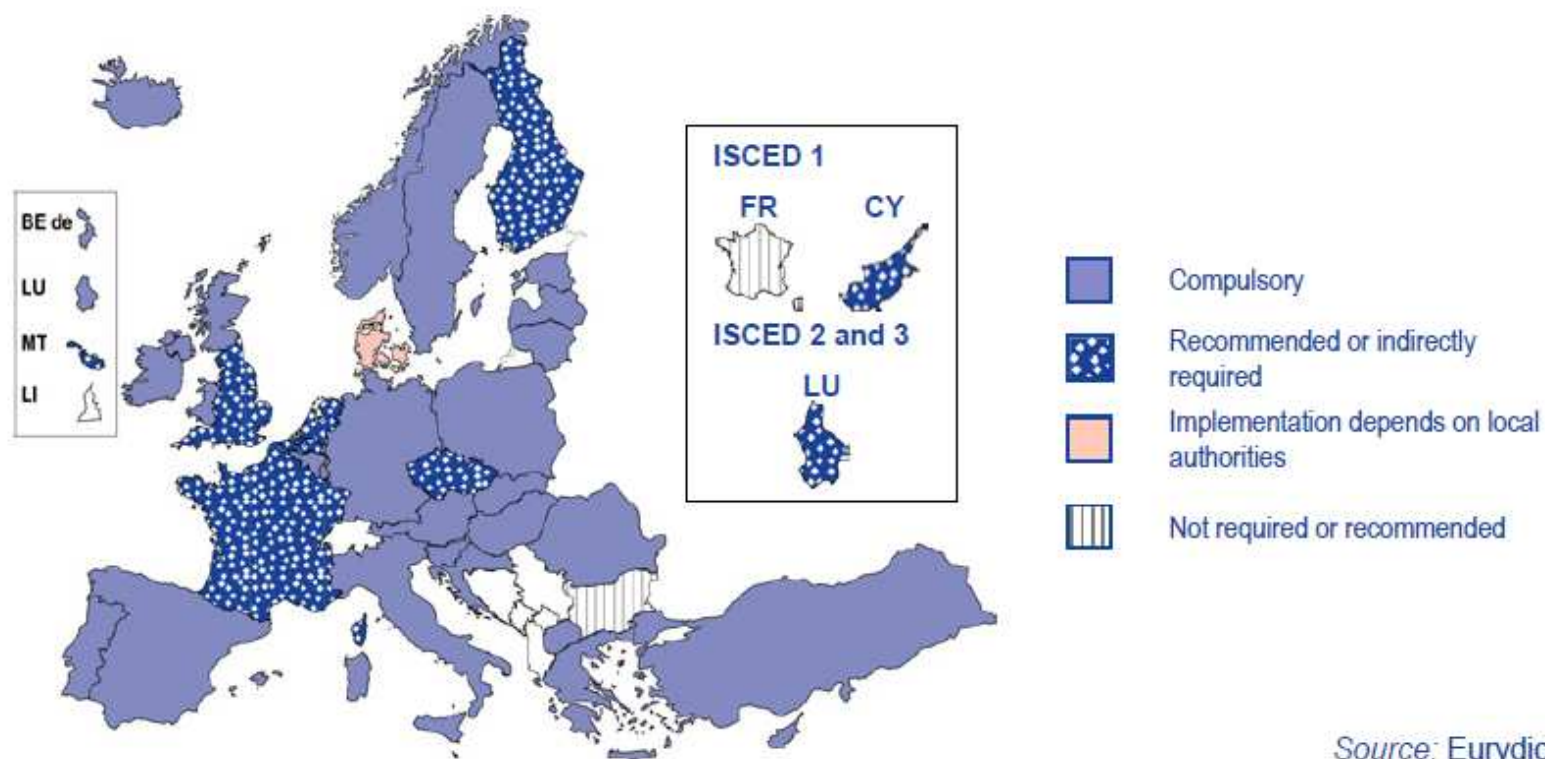 BE de
LU
MT
LI
ISCED 1
FR CY
ISCED 2 and 3
LU
Compulsory
Recommended or indirectly
required
Implementation depends on local
authorities
Not required or recommended
Source: Eurydic